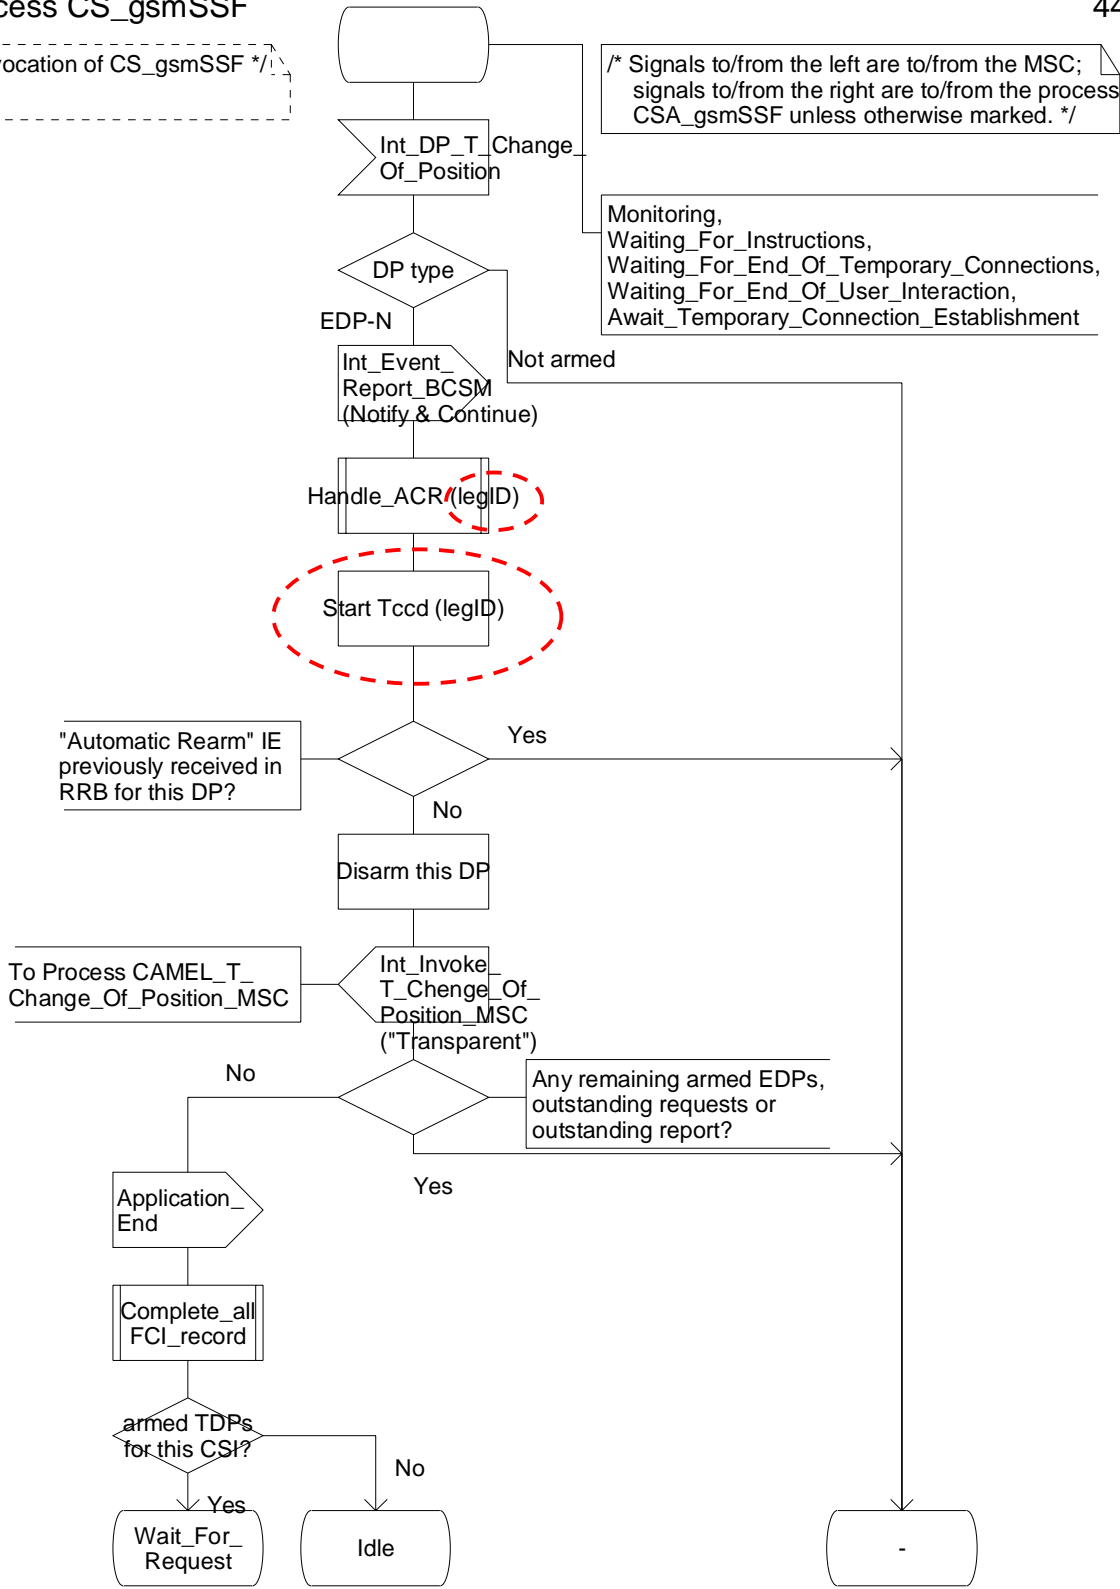 cess CS_gsmSSF
44
vocation of CS_gsmSSF */
/* Signals to/from the left are to/from the MSC;
signals to/from the right are to/from the process
CSA_gsmSSF unless otherwise marked. */
Int_DP_T_Change_
Of_Position
Monitoring,
Waiting_For_Instructions,
Waiting_For_End_Of_Temporary_Connections,
Waiting_For_End_Of_User_Interaction,
Await_Temporary_Connection_Establishment
DP type
EDP-N
Not armed
Int_Event_
Report_BCSM
(Notify & Continue)
Handle_ACR (legID)
Start Tccd (legID)
"Automatic Rearm" IE
previously received in
RRB for this DP?
Yes
No
Disarm this DP
To Process CAMEL_T_
Change_Of_Position_MSC
Int_Invoke_
T_Chenge_Of_
Position_MSC
("Transparent")
No
Any remaining armed EDPs,
outstanding requests or
outstanding report?
Yes
Application_
End
Complete_all
FCI_record
armed TDPs
for this CSI?
No
Yes
Wait_For_
Request
Idle
-